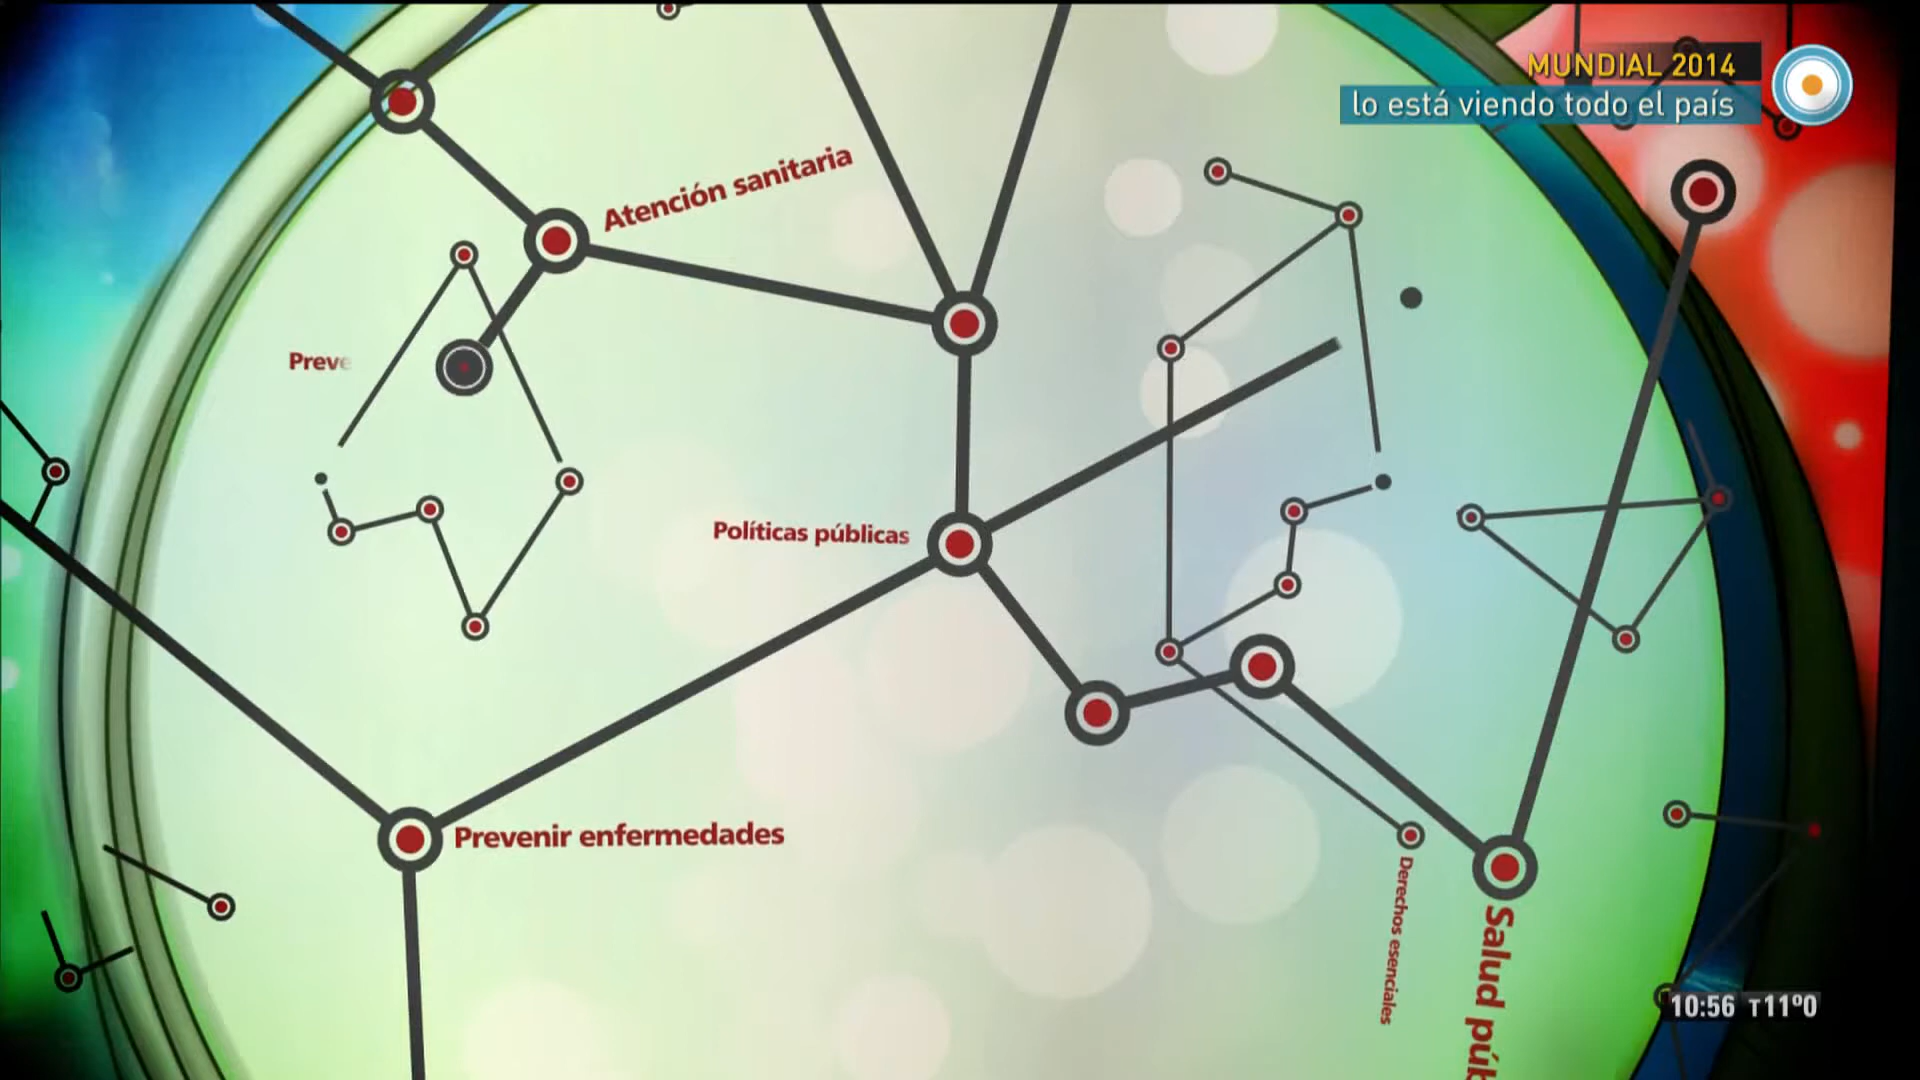 MUNDIAL 2014
lo está viendo todo el país
Atención sanitaria
Preve
Políticas públicas
Prevenir enfermedades
Derechos esenciales
Salud púb
10:56 T11º0